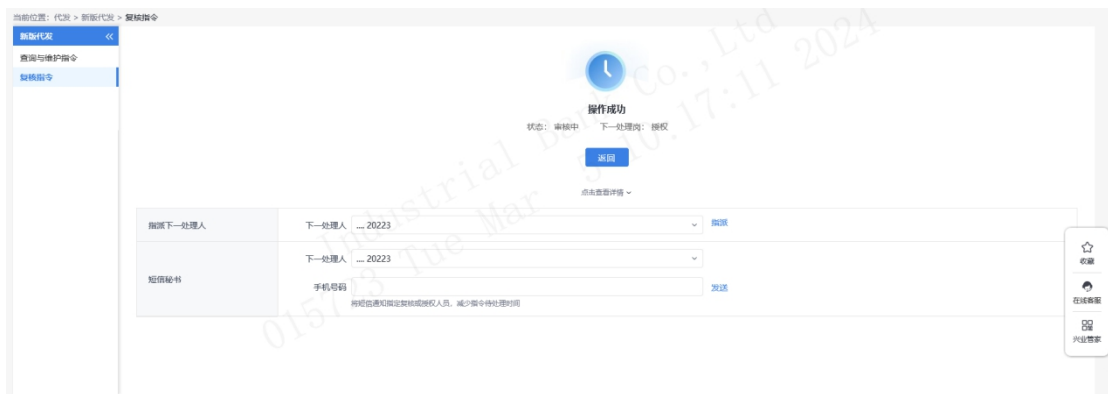 当前位置：代发 > 新版代发 > 复核指令
新版代发 «
查询与维护指令
复核指令
操作成功
状态： 审核中 下一处理岗： 授权
返回
点击查看详情
指派下一处理人 下一处理人 .... 20223 指派
短信秘书 下一处理人 .... 20223
手机号码 发送
将短信通知指定复核或授权人员，减少指令待处理时间
收藏
在线客服
兴业管家
Industrial Bank Co., Ltd
015723 Tue Mar 5 10:17:11 2024